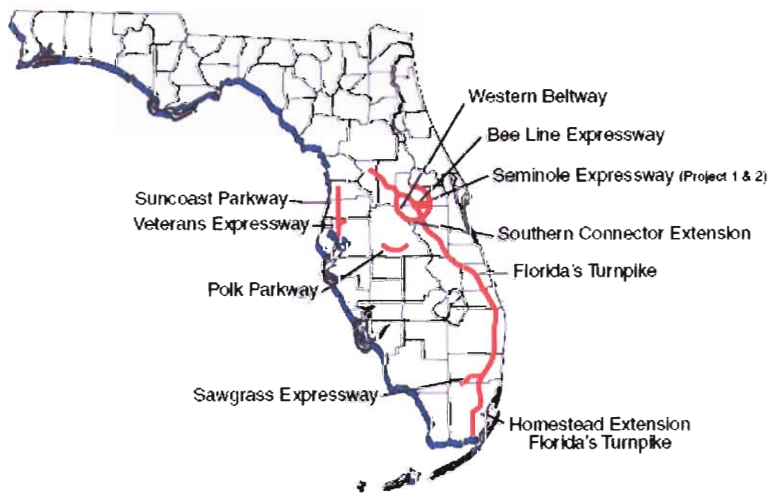 Western Beltway
Bee Line Expressway
Seminole Expressway (Project 1 & 2)
Suncoast Parkway
Veterans Expressway
Southern Connector Extension
Florida's Turnpike
Polk Parkway
Sawgrass Expressway
Homestead Extension
Florida's Turnpike